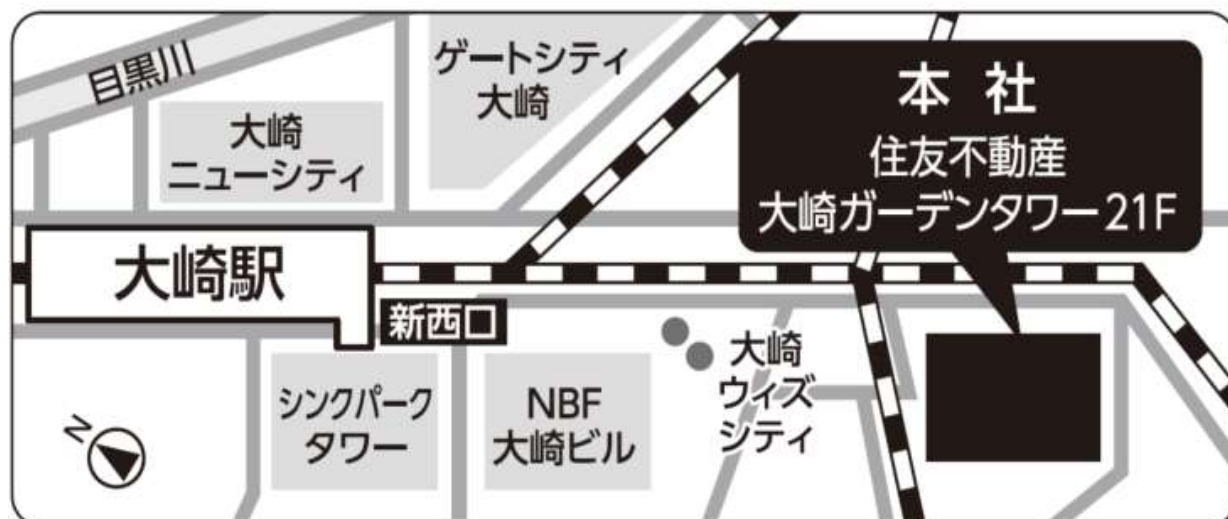 目黒川
ゲートシティ
大崎
大崎
ニューシティ
本社
住友不動産
大崎ガーデンタワー21F
大崎駅
新西口
シンクパーク
タワー
NBF
大崎ビル
大崎
ウィズ
シティ
N